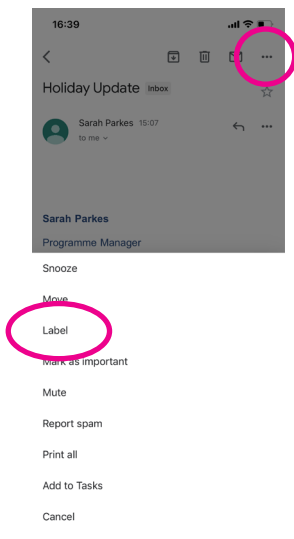 16:39
Holiday Update Inbox
Sarah Parkes 15:07
to me
Sarah Parkes
Programme Manager
Snooze
Move
Label
Mark as important
Mute
Report spam
Print all
Add to Tasks
Cancel